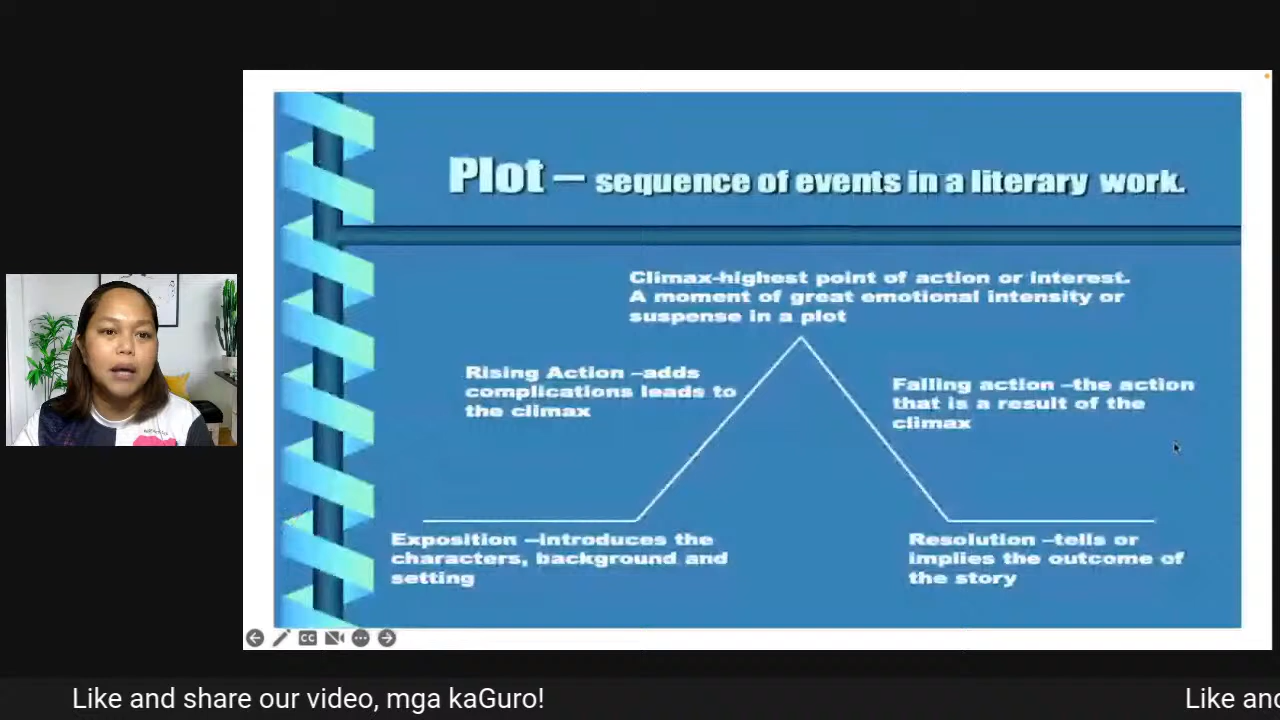 Plot – sequence of events in a literary work.
Climax-highest point of action or interest.
A moment of great emotional intensity or
suspense in a plot
Rising Action –adds
complications leads to
the climax
Falling action –the action
that is a result of the
climax
Exposition –introduces the
characters, background and
setting
Resolution –tells or
implies the outcome of
the story
CC
Like and share our video, mga kaGuro!
Like and